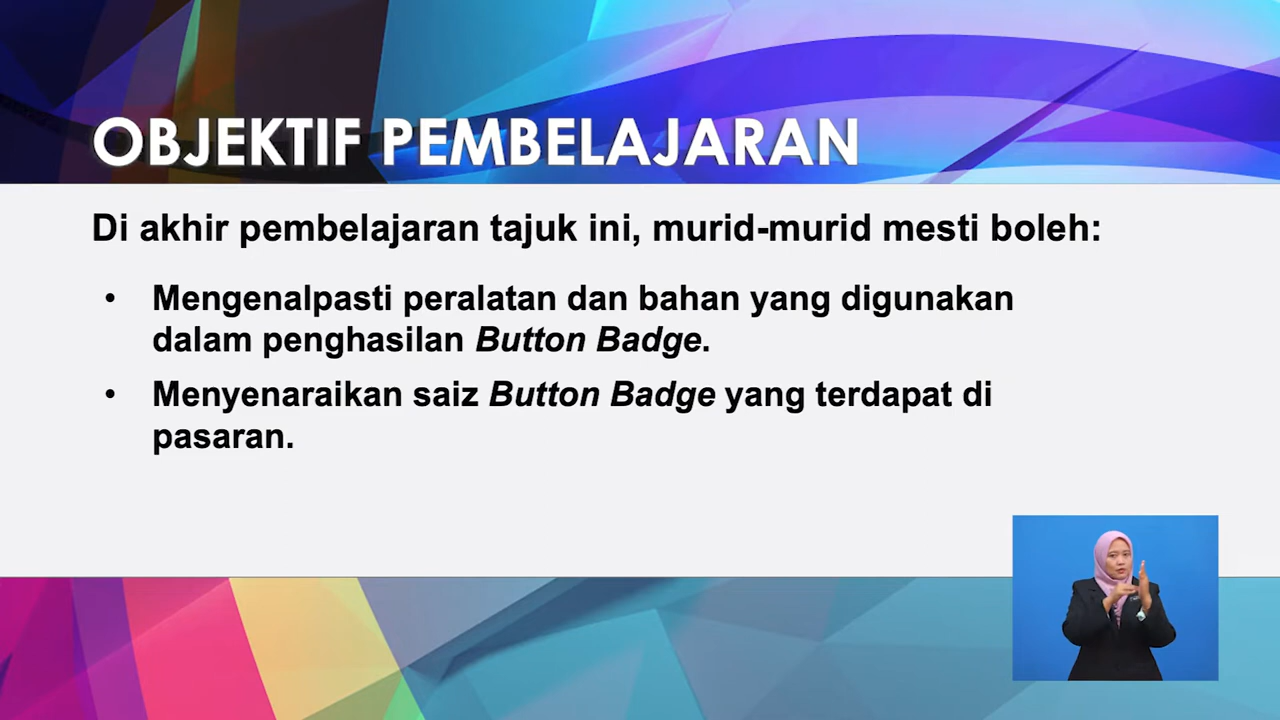 OBJEKTIF PEMBELAJARAN
Di akhir pembelajaran tajuk ini, murid-murid mesti boleh:
• Mengenalpasti peralatan dan bahan yang digunakan
dalam penghasilan Button Badge.
• Menyenaraikan saiz Button Badge yang terdapat di
pasaran.